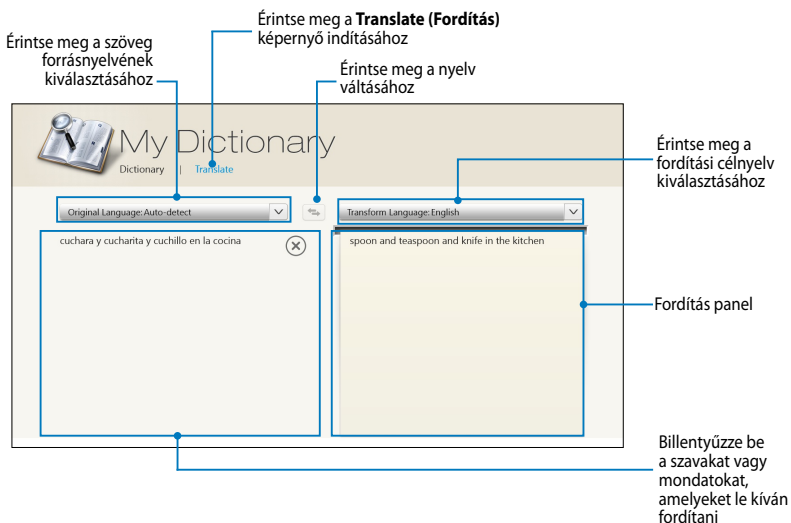 Érintse meg a Translate (Fordítás)
képernyő indításához
Érintse meg a szöveg
forrásnyelvének
kiválasztásához
Érintse meg a nyelv
váltásához
My Dictionary
Dictionary | Translate
Érintse meg a
fordítási célnyelv
kiválasztásához
Original Language: Auto-detect
Transform Language: English
cuchara y cucharita y cuchillo en la cocina
spoon and teaspoon and knife in the kitchen
Fordítás panel
Billentyűzze be
a szavakat vagy
mondatokat,
amelyeket le kíván
fordítani